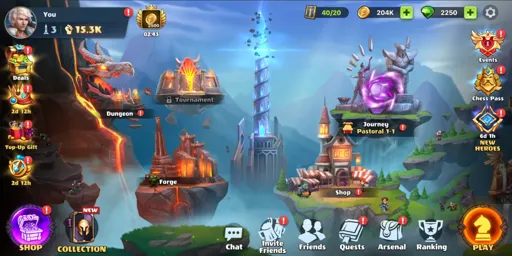 You
3 15.3K
2500
02:43
40/20
204K
2250
Deals
2d 12h
Top-Up Gift
2d 12h
Dungeon
Tournament
Journey
Pastoral 1-1
Events
Chess Pass
6d 1h
NEW
HEROES
Forge
Shop
SHOP
NEW
COLLECTION
Chat
Invite
Friends
Friends
Quests
Arsenal
Ranking
PLAY